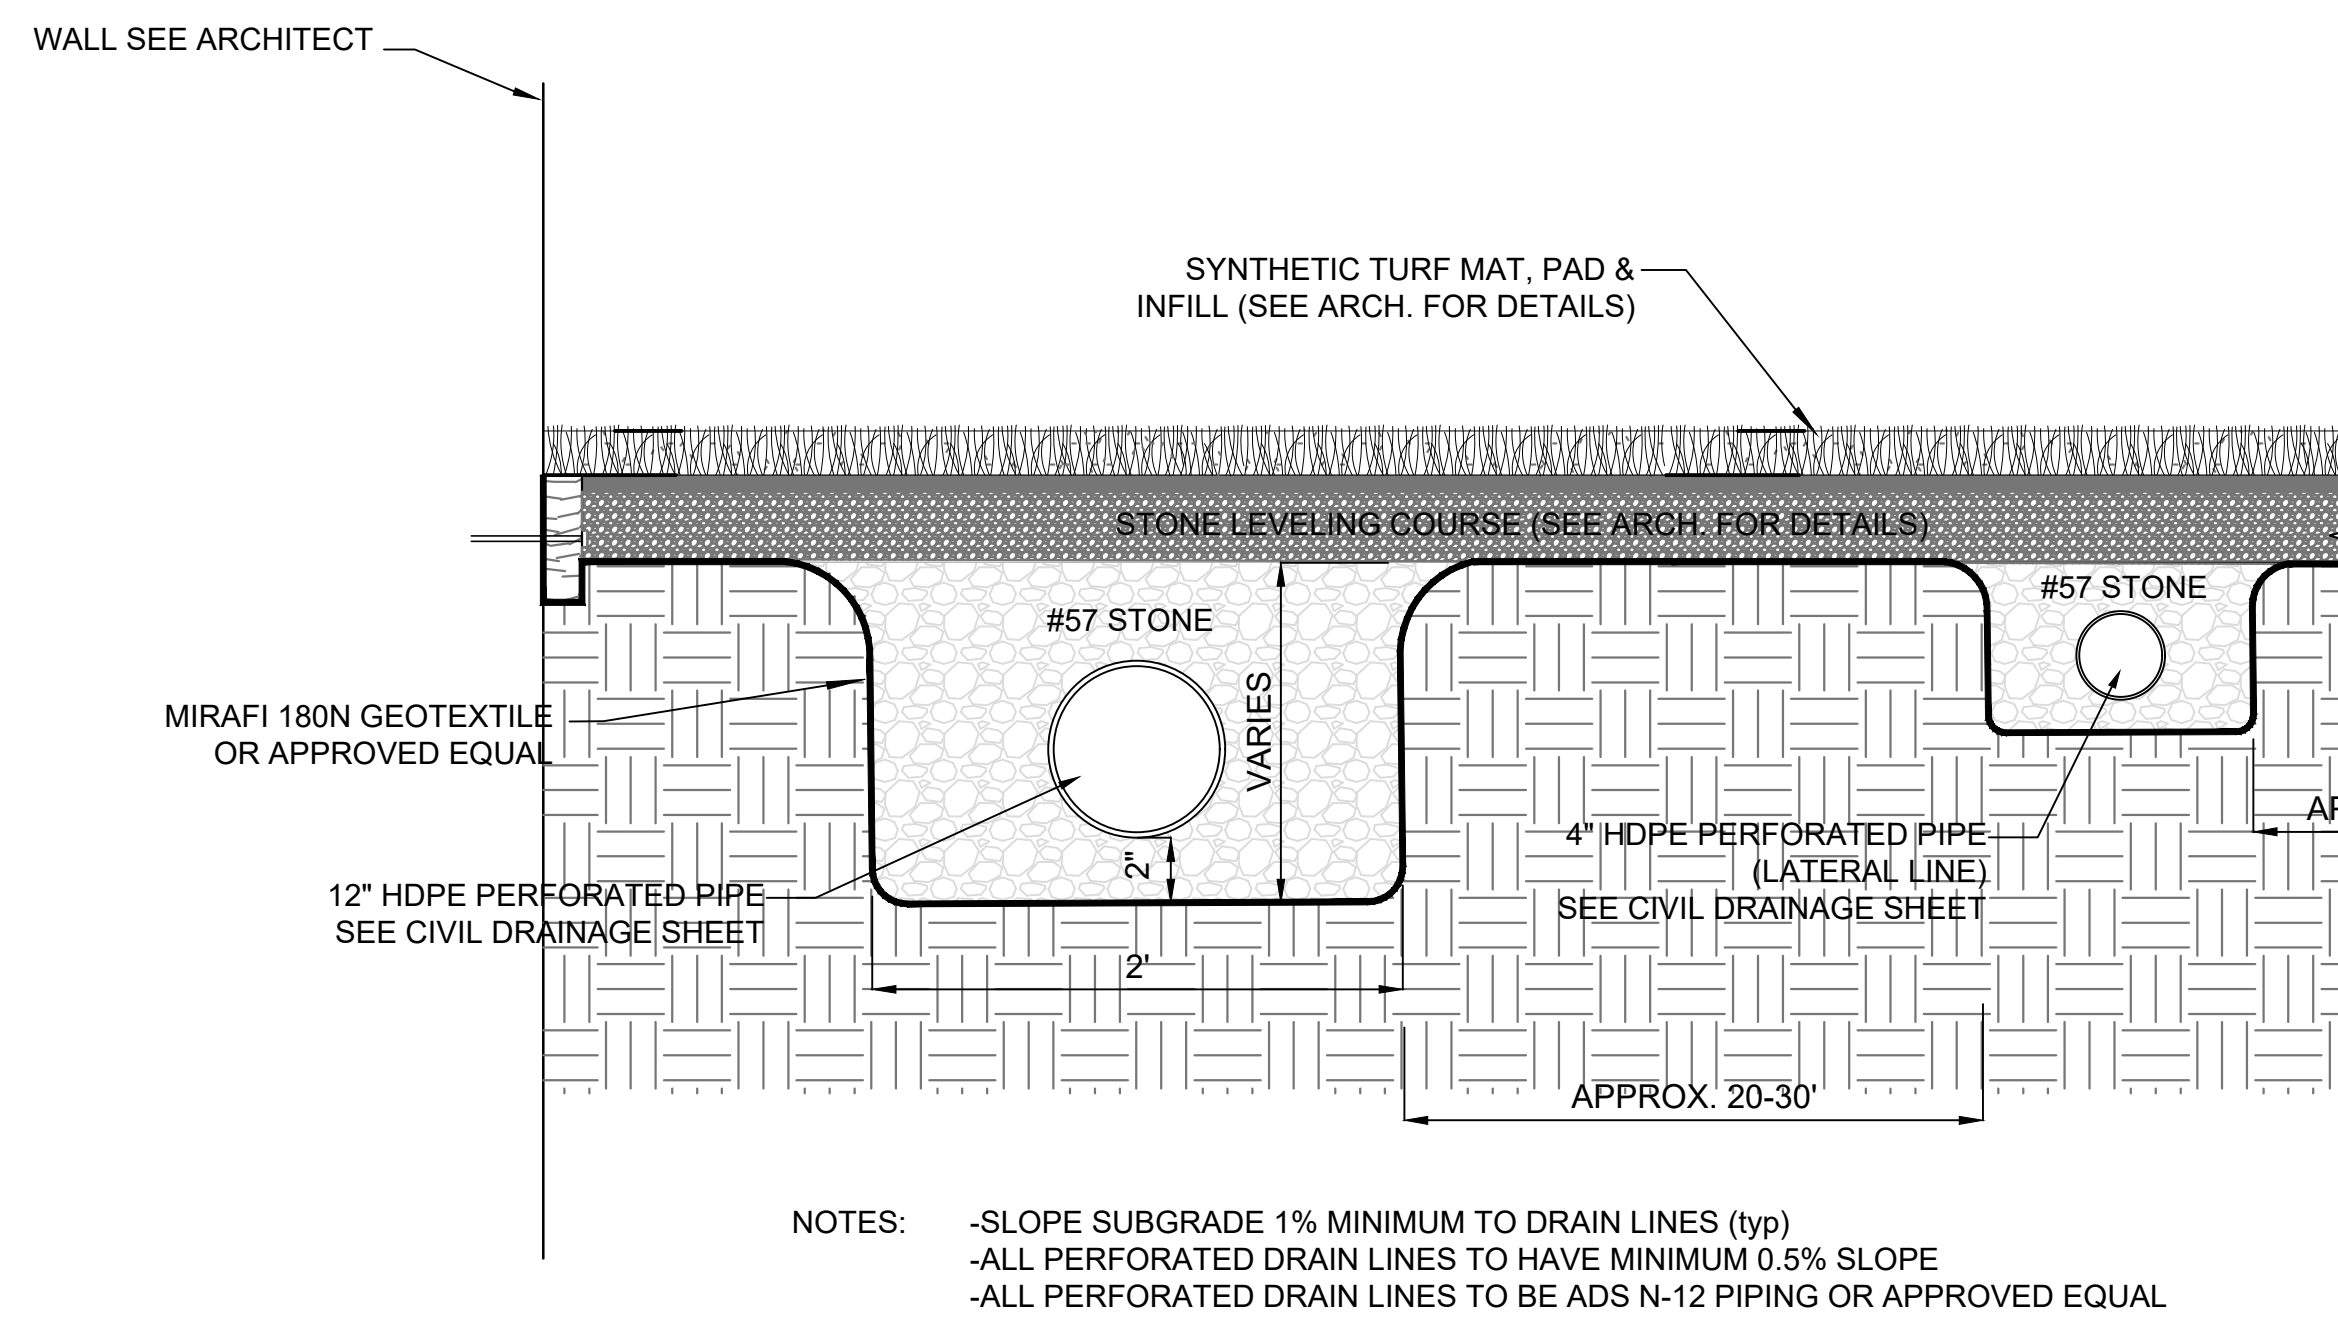 WALL SEE ARCHITECT
SYNTHETIC TURF MAT, PAD &
INFILL (SEE ARCH. FOR DETAILS)
STONE LEVELING COURSE (SEE ARCH. FOR DETAILS)
#57 STONE
#57 STONE
VARIES
MIRAFI 180N GEOTEXTILE
OR APPROVED EQUAL
2"
12" HDPE PERFORATED PIPE
SEE CIVIL DRAINAGE SHEET
4" HDPE PERFORATED PIPE
(LATERAL LINE)
SEE CIVIL DRAINAGE SHEET
2'
APPROX. 20-30'
NOTES: -SLOPE SUBGRADE 1% MINIMUM TO DRAIN LINES (typ)
-ALL PERFORATED DRAIN LINES TO HAVE MINIMUM 0.5% SLOPE
-ALL PERFORATED DRAIN LINES TO BE ADS N-12 PIPING OR APPROVED EQUAL